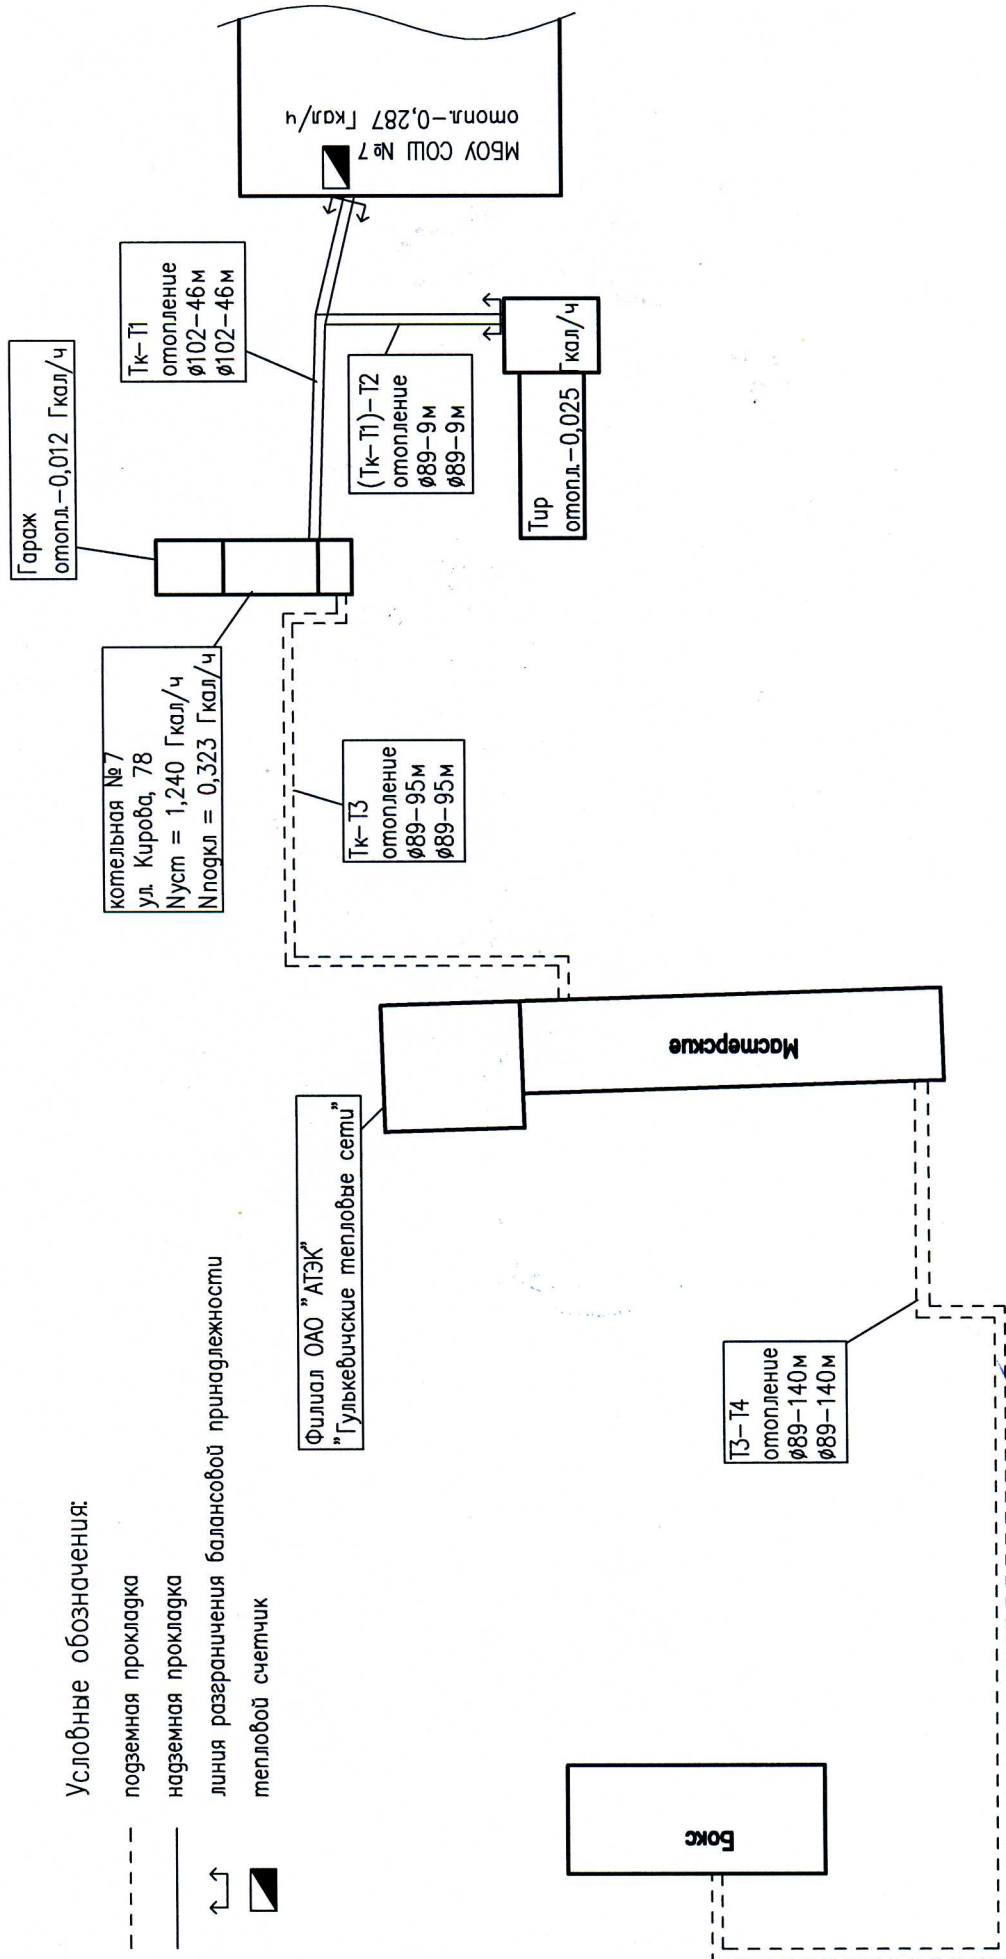 Условные обозначения:
подземная прокладка
надземная прокладка
линия разграничения балансовой принадлежности
тепловой счетчик
Филиал ОАО "АТЭК"
"Гулькевичские тепловые сети"
котельная №7
ул. Кирова, 78
Nуст = 1,240 Гкал/ч
Nподкл = 0,323 Гкал/ч
Гараж
отопл.-0,012 Гкал/ч
Тк-Т1
отопление
ø102-46м
ø102-46м
МБОУ СОШ №7
отопл.-0,287 Гкал/ч
(Тк-Т1)-Т2
отопление
ø89-9м
ø89-9м
Тир
отопл.-0,025 Гкал/ч
Тк-Т3
отопление
ø89-95м
ø89-95м
Мастерские
Т3-Т4
отопление
ø89-140м
ø89-140м
Бокс